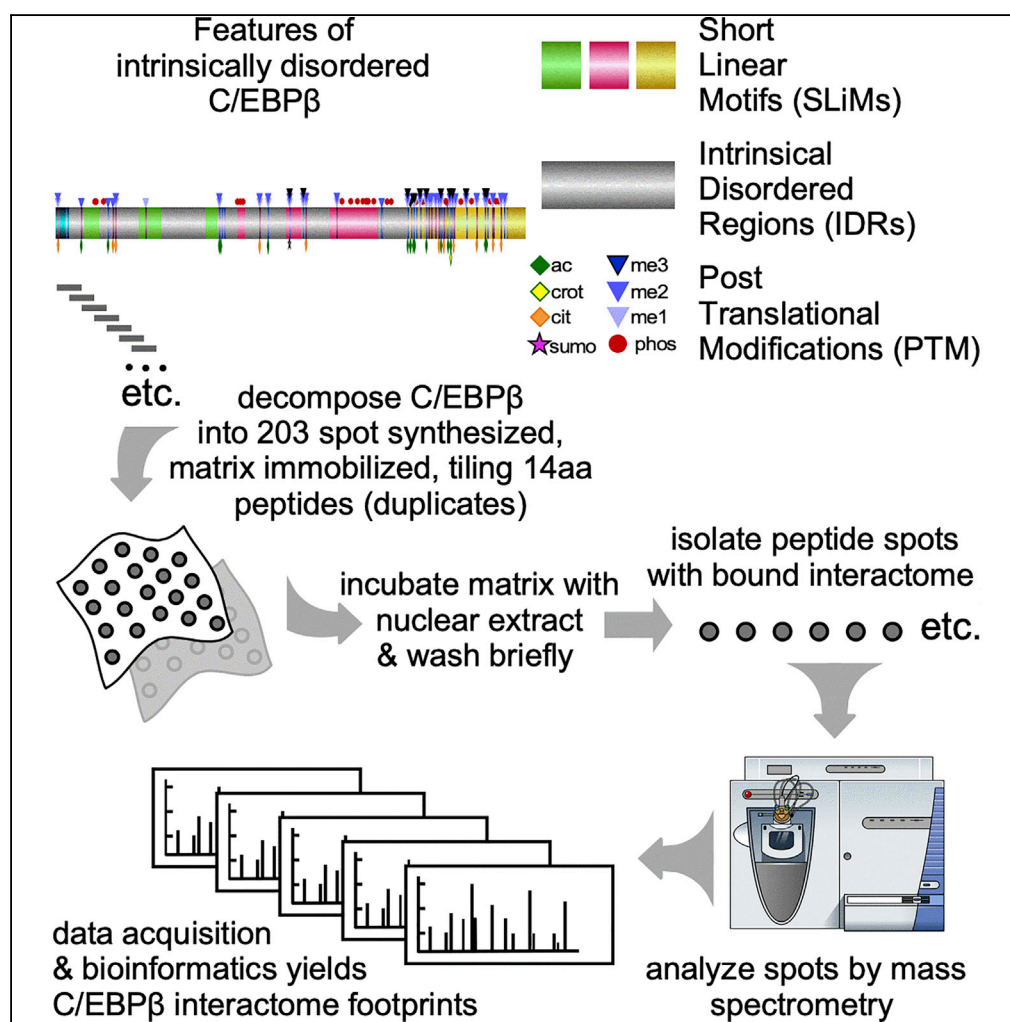 Features of
intrinsically disordered
C/EBPβ
Short
Linear
Motifs (SLiMs)
Intrinsical
Disordered
Regions (IDRs)
ac
me3
crot
me2
cit
me1
sumo
phos
Post
Translational
Modifications (PTM)
etc.
decompose C/EBPβ
into 203 spot synthesized,
matrix immobilized, tiling 14aa
peptides (duplicates)
incubate matrix with
nuclear extract
& wash briefly
isolate peptide spots
with bound interactome
etc.
analyze spots by mass
spectrometry
data acquisition
& bioinformatics yields
C/EBPβ interactome footprints